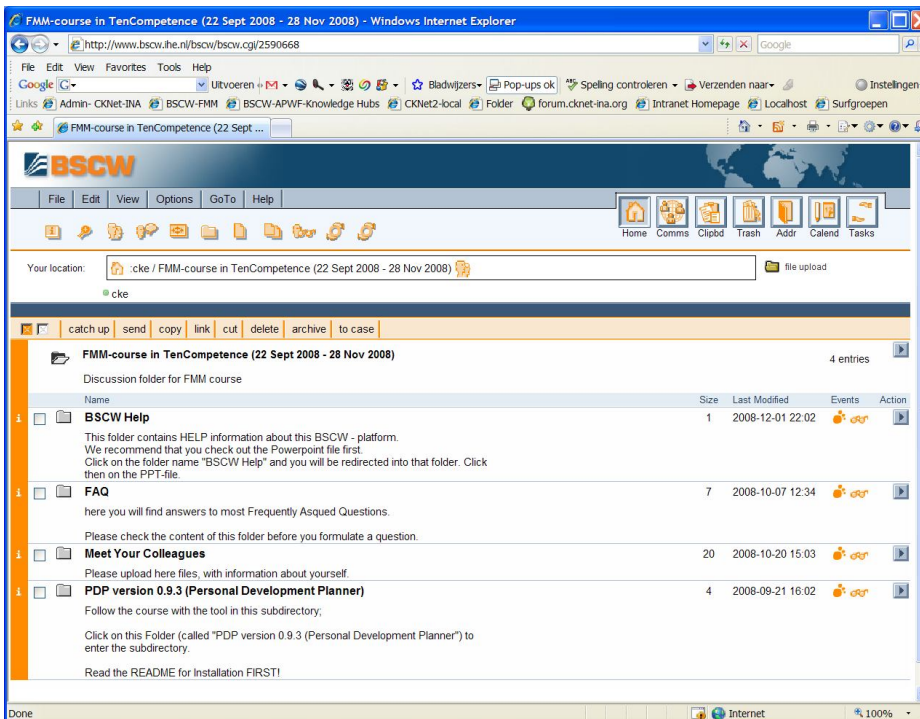 FMM-course in TenCompetence (22 Sept 2008 - 28 Nov 2008) - Windows Internet Explorer
http://www.bscw.ihe.nl/bscw/bscw.cgi/2590668
Google
File Edit View Favorites Tools Help
Google G Uitvoeren Bladwijzers Pop-ups ok Speling controleren Verzenden naar Instellingen
Links Admin- CKNet-INA BSCW-FMM BSCW-APWF-Knowledge Hubs CKNet2-local Folder forum.cknet-ina.org Intranet Homepage Localhost Surfgroepen
FMM-course in TenCompetence (22 Sept ...
BSCW
File Edit View Options GoTo Help
Home Comms Clipbd Trash Addr Calend Tasks
Your location: :cke / FMM-course in TenCompetence (22 Sept 2008 - 28 Nov 2008) file upload
cke
catch up send copy link cut delete archive to case
FMM-course in TenCompetence (22 Sept 2008 - 28 Nov 2008) 4 entries
Discussion folder for FMM course
Name Size Last Modified Events Action
BSCW Help 1 2008-12-01 22:02
This folder contains HELP information about this BSCW - platform.
We recommend that you check out the Powerpoint file first.
Click on the folder name "BSCW Help" and you will be redirected into that folder. Click
then on the PPT-file.
FAQ 7 2008-10-07 12:34
here you will find answers to most Frequently Asqued Questions.
Please check the content of this folder before you formulate a question.
Meet Your Colleagues 20 2008-10-20 15:03
Please upload here files, with information about yourself.
PDP version 0.9.3 (Personal Development Planner) 4 2008-09-21 16:02
Follow the course with the tool in this subdirectory;
Click on this Folder (called "PDP version 0.9.3 (Personal Development Planner") to
enter the subdirectory.
Read the README for Installation FIRST!
Done Internet 100%